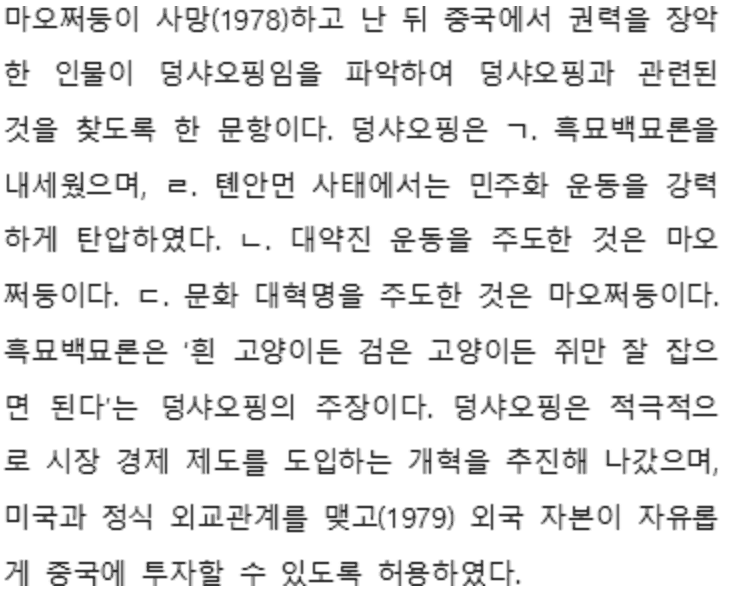 마오쩌둥이 사망(1978)하고 난 뒤 중국에서 권력을 장악
한 인물이 덩샤오핑임을 파악하여 덩샤오핑과 관련된
것을 찾도록 한 문항이다. 덩샤오핑은 ㄱ. 흑묘백묘론을
내세웠으며, ㄹ. 톈안먼 사태에서는 민주화 운동을 강력
하게 탄압하였다. ㄴ. 대약진 운동을 주도한 것은 마오
쩌둥이다. ㄷ. 문화 대혁명을 주도한 것은 마오쩌둥이다.
흑묘백묘론은 ‘흰 고양이든 검은 고양이든 쥐만 잘 잡으
면 된다’는 덩샤오핑의 주장이다. 덩샤오핑은 적극적으
로 시장 경제 제도를 도입하는 개혁을 추진해 나갔으며,
미국과 정식 외교관계를 맺고(1979) 외국 자본이 자유롭
게 중국에 투자할 수 있도록 허용하였다.